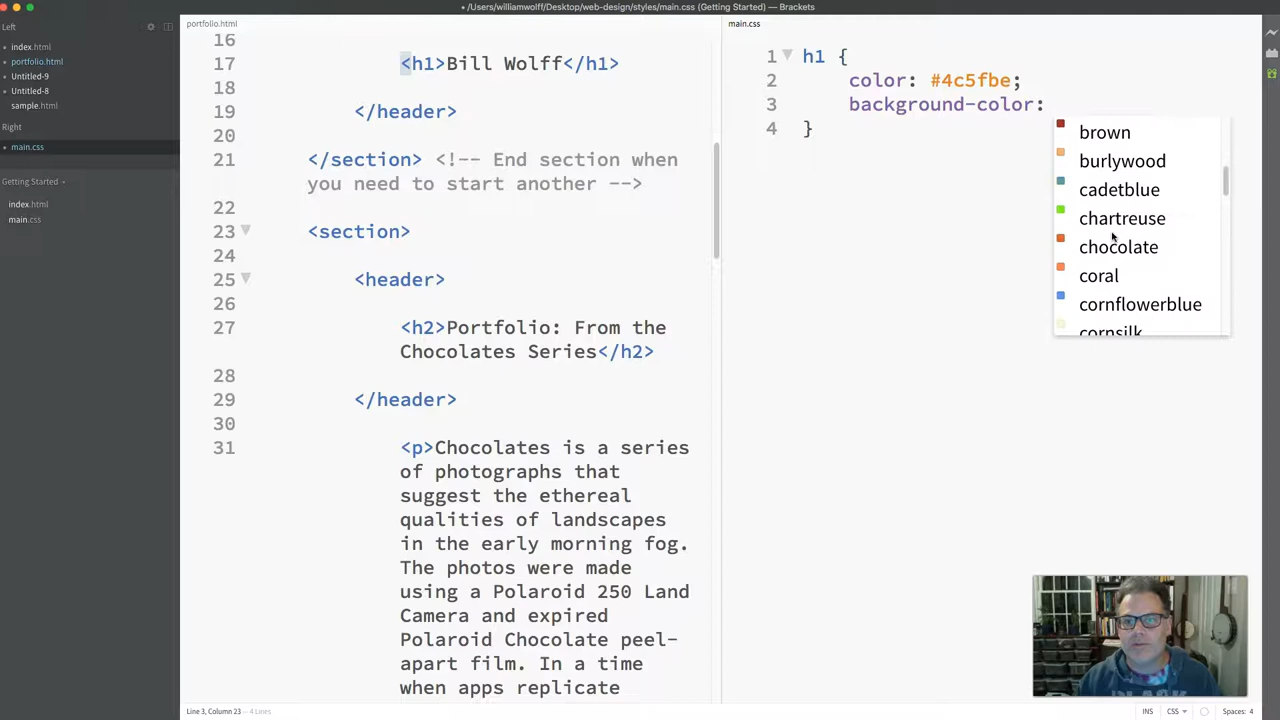 • /Users/williamwolff/Desktop/web-design/styles/main.css (Getting Started) — Brackets
Left
index.html
portfolio.html
Untitled-9
Untitled-8
sample.html
Right
main.css
Getting Started
index.html
main.css
portfolio.html
16
17 <h1>Bill Wolff</h1>
18
19 </header>
20
21 </section> <!-- End section when
you need to start another -->
22
23 <section>
24
25 <header>
26
27 <h2>Portfolio: From the
Chocolates Series</h2>
28
29 </header>
30
31 <p>Chocolates is a series
of photographs that
suggest the ethereal
qualities of landscapes
in the early morning fog.
The photos were made
using a Polaroid 250 Land
Camera and expired
Polaroid Chocolate peel-
apart film. In a time
when apps replicate
main.css
1 h1 {
2 color: #4c5fbe;
3 background-color:
4 }
brown
burlywood
cadetblue
chartreuse
chocolate
coral
cornflowerblue
cornsilk
BLACK
Line 3, Column 23 — 4 Lines
INS CSS Spaces: 4